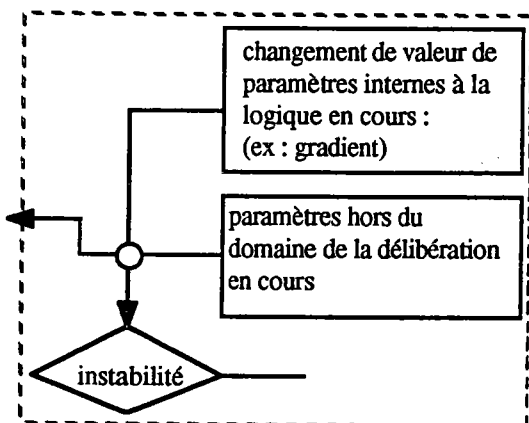 changement de valeur de
paramètres internes à la
logique en cours :
(ex : gradient)
paramètres hors du
domaine de la délibération
en cours
instabilité